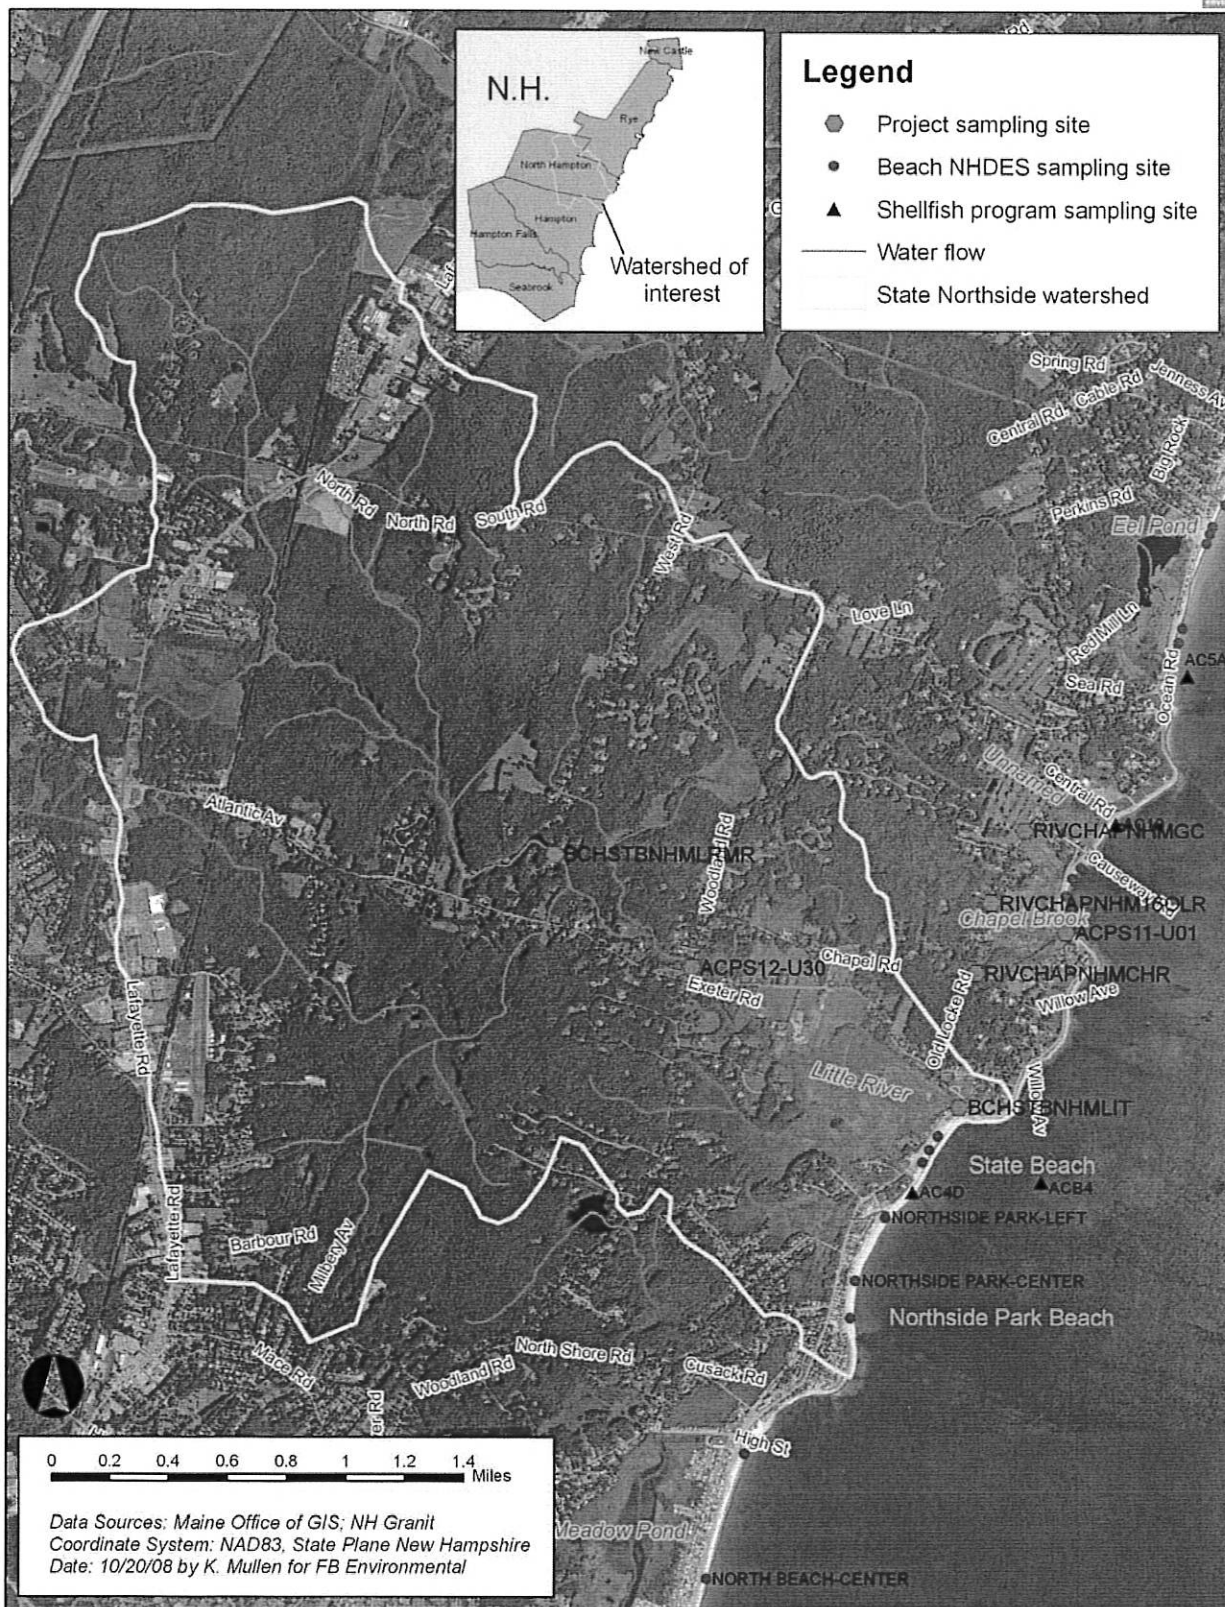 N.H.
New Castle
Rye
North Hampton
Hampton
Hampton Falls
Seabrook
Watershed of
interest
Legend
Project sampling site
Beach NHDES sampling site
Shellfish program sampling site
Water flow
State Northside watershed
Spring Rd
Jenness Av
Cable Rd
Central Rd.
Big Rock
Perkins Rd
Eel Pond
North Rd
North Rd
South Rd
West Rd
Love Ln
Red Mill Ln
Sea Rd
Ocean Rd
AC5A
Unnamed
Central Rd
RIVCHAPNHMGC
Causeway Rd
Atlantic Av
Woodland Rd
Chapel Brook
ACPS11-U01
ACPS12-U30
Chapel Rd
RIVCHAPNHMCHR
Exeter Rd
Willow Ave
Old Locke Rd
Lafayette Rd
Little River
BCHSTBNHMLIT
Willow Av
State Beach
ACB4
AC4D
NORTHSIDE PARK-LEFT
Lafayette Rd
Barbour Rd
Milbery Av
NORTHSIDE PARK-CENTER
Northside Park Beach
Mace Rd
North Shore Rd
Woodland Rd
Cusack Rd
er Rd
High St
0 0.2 0.4 0.6 0.8 1 1.2 1.4
Miles
Data Sources: Maine Office of GIS; NH Granit
Coordinate System: NAD83, State Plane New Hampshire
Date: 10/20/08 by K. Mullen for FB Environmental
Meadow Pond
NORTH BEACH-CENTER